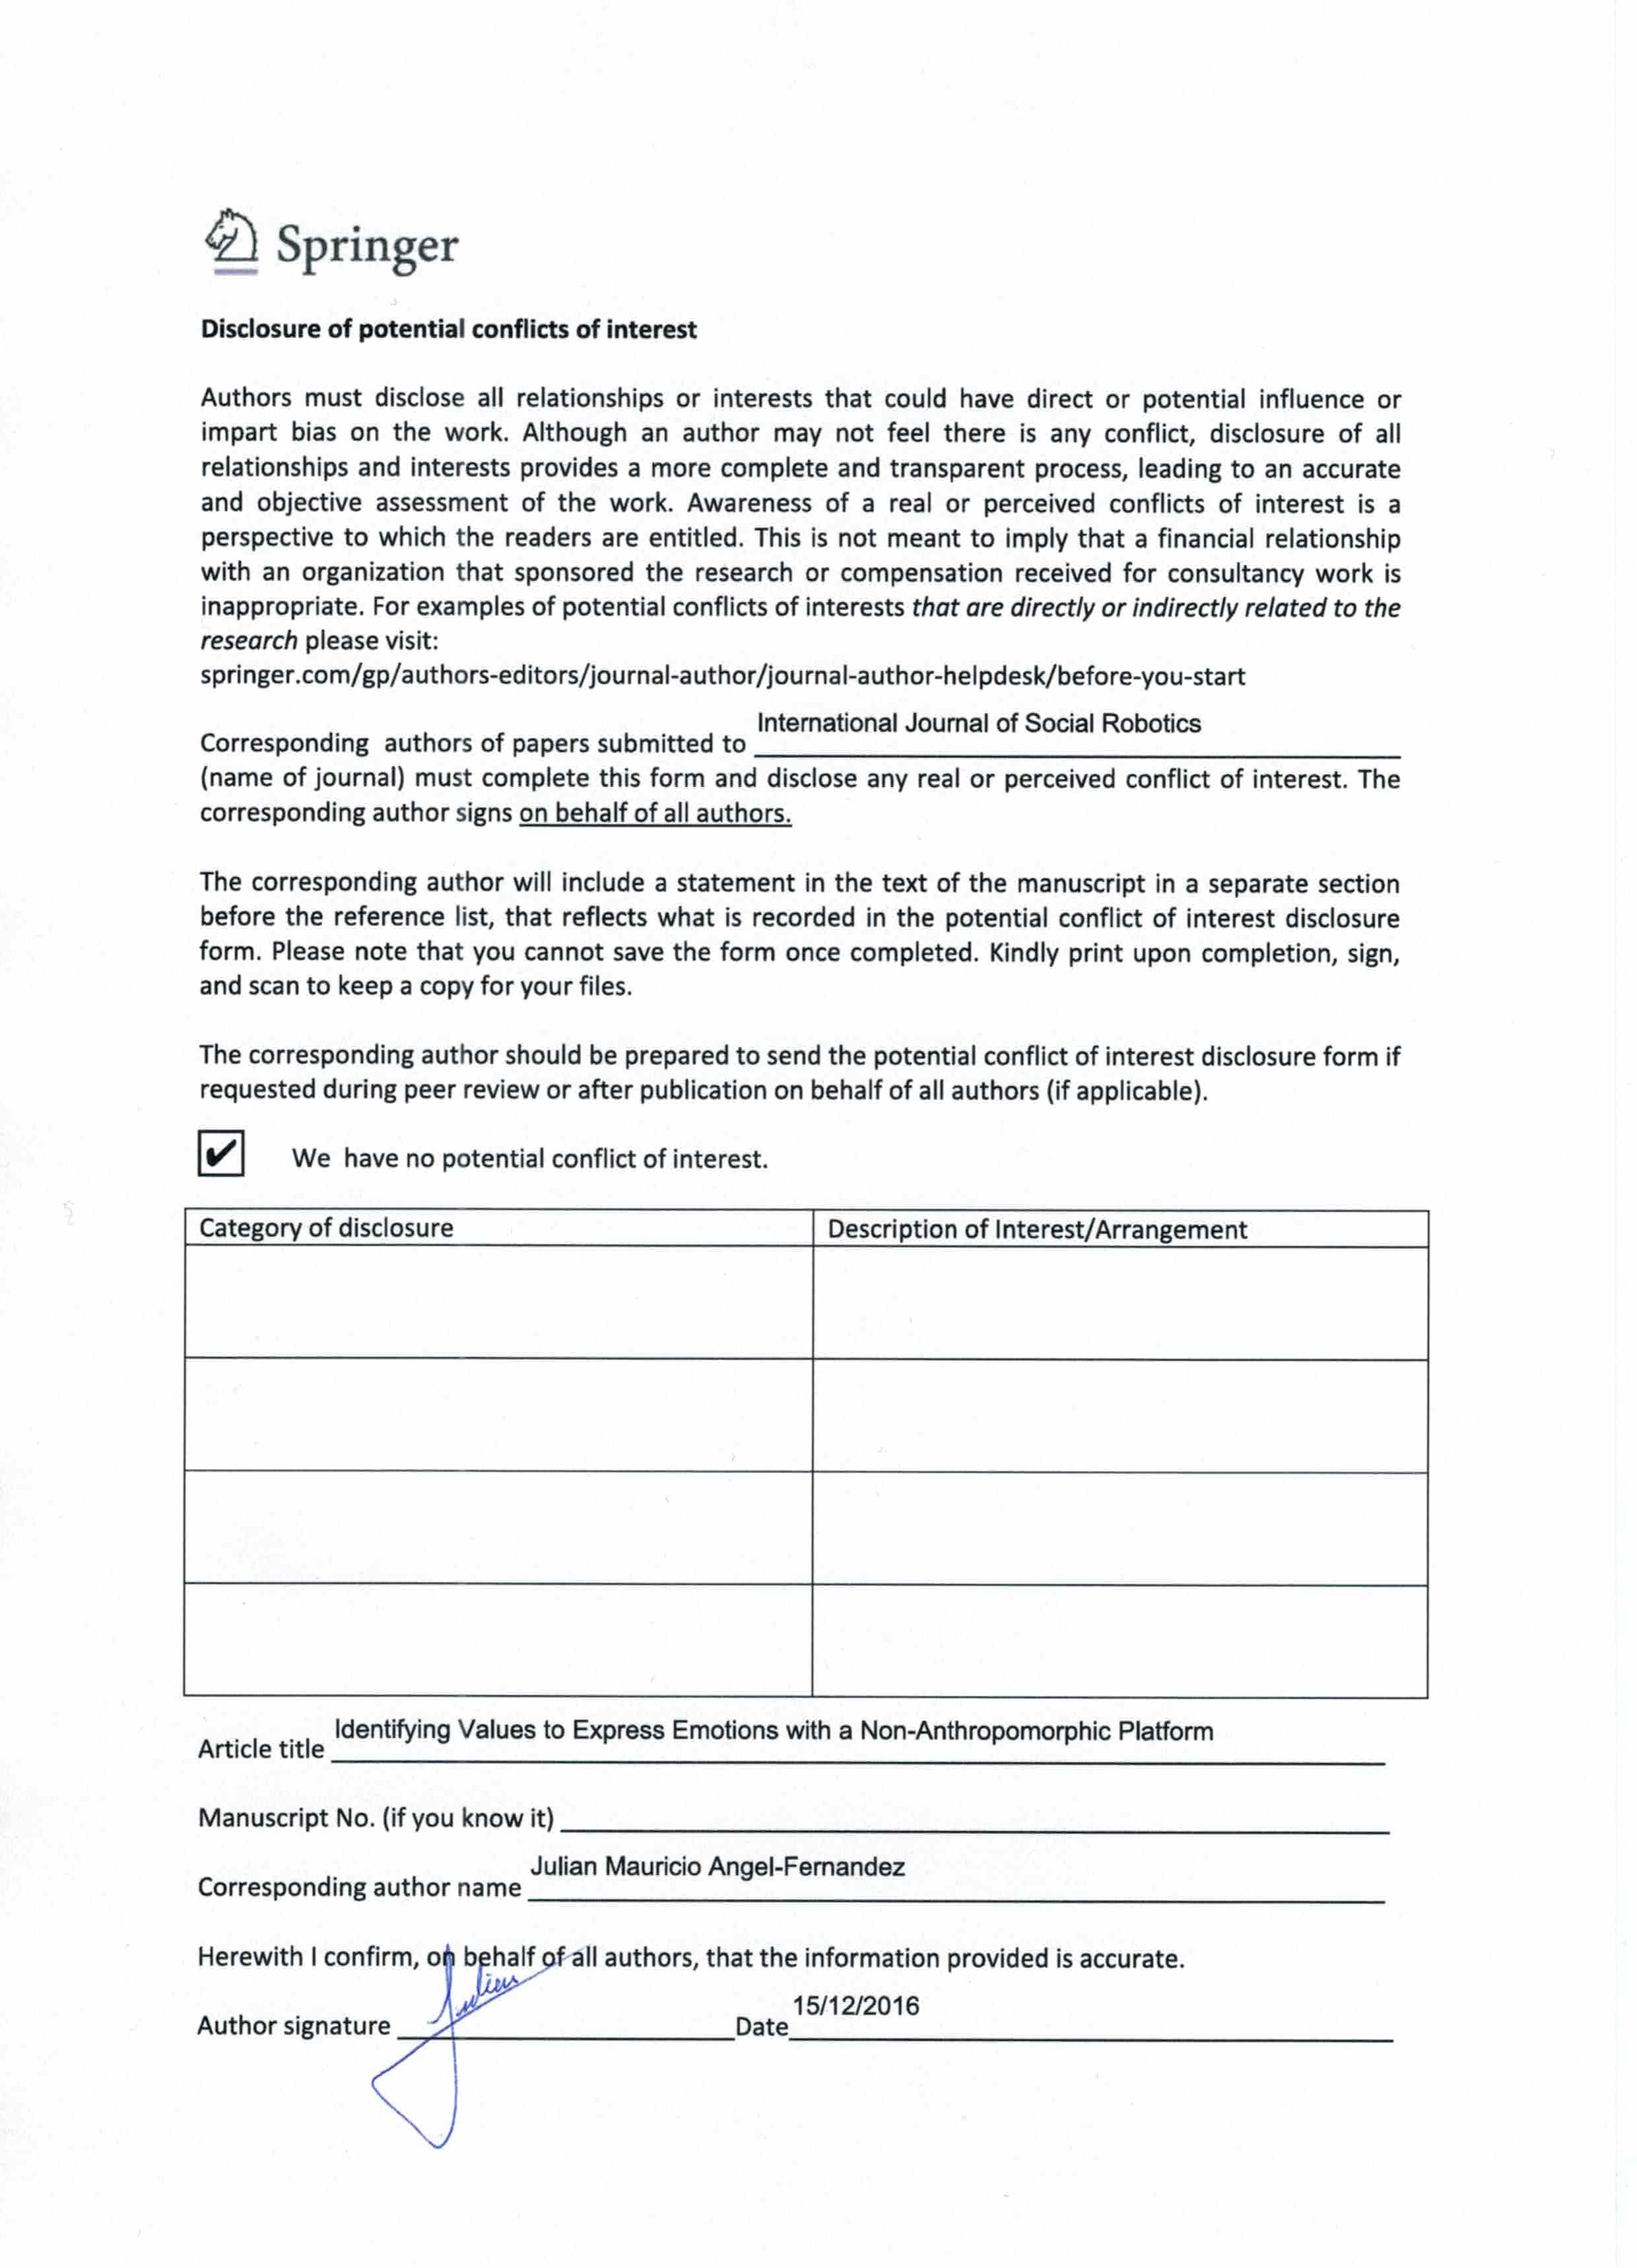 Springer
Disclosure of potential conflicts of interest
Authors must disclose all relationships or interests that could have direct or potential influence or
impart bias on the work. Although an author may not feel there is any conflict, disclosure of all
relationships and interests provides a more complete and transparent process, leading to an accurate
and objective assessment of the work. Awareness of a real or perceived conflicts of interest is a
perspective to which the readers are entitled. This is not meant to imply that a financial relationship
with an organization that sponsored the research or compensation received for consultancy work is
inappropriate. For examples of potential conflicts of interests that are directly or indirectly related to the
research please visit:
springer.com/gp/authors-editors/journal-author/journal-author-helpdesk/before-you-start
Corresponding authors of papers submitted to International Journal of Social Robotics
(name of journal) must complete this form and disclose any real or perceived conflict of interest. The
corresponding author signs on behalf of all authors.
The corresponding author will include a statement in the text of the manuscript in a separate section
before the reference list, that reflects what is recorded in the potential conflict of interest disclosure
form. Please note that you cannot save the form once completed. Kindly print upon completion, sign,
and scan to keep a copy for your files.
The corresponding author should be prepared to send the potential conflict of interest disclosure form if
requested during peer review or after publication on behalf of all authors (if applicable).
✔ We have no potential conflict of interest.
Category of disclosure Description of Interest/Arrangement
Article title Identifying Values to Express Emotions with a Non-Anthropomorphic Platform
Manuscript No. (if you know it)
Corresponding author name Julian Mauricio Angel-Fernandez
Herewith I confirm, on behalf of all authors, that the information provided is accurate.
Author signature Julian Date 15/12/2016